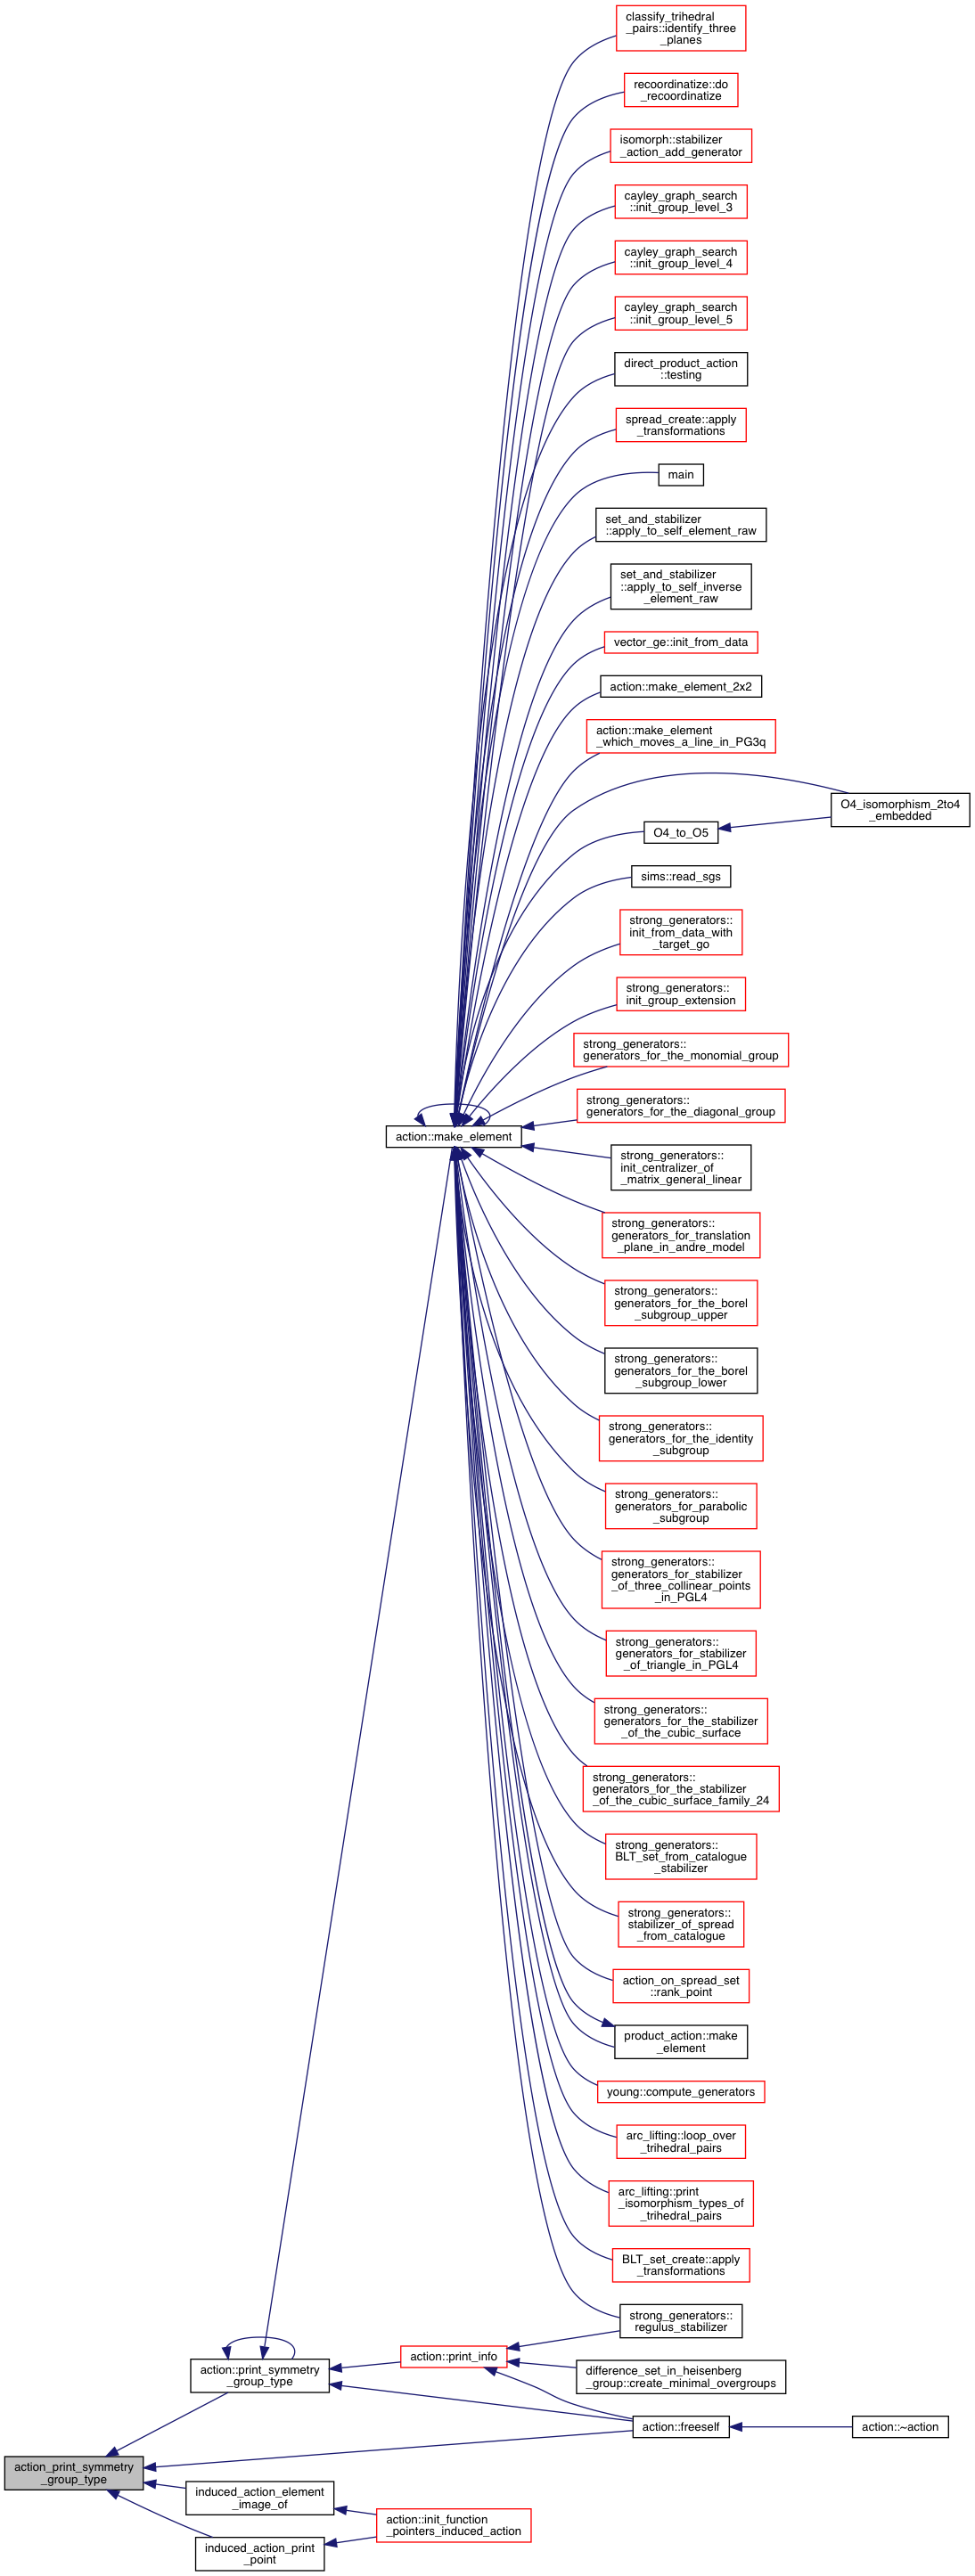 classify_trihedral
_pairs::identify_three
_planes
recoordinatize::do
_recoordinatize
isomorph::stabilizer
_action_add_generator
cayley_graph_search
::init_group_level_3
cayley_graph_search
::init_group_level_4
cayley_graph_search
::init_group_level_5
direct_product_action
::testing
spread_create::apply
_transformations
main
set_and_stabilizer
::apply_to_self_element_raw
set_and_stabilizer
::apply_to_self_inverse
_element_raw
vector_ge::init_from_data
action::make_element_2x2
action::make_element
_which_moves_a_line_in_PG3q
O4_isomorphism_2to4
_embedded
O4_to_O5
sims::read_sgs
strong_generators::
init_from_data_with
_target_go
strong_generators::
init_group_extension
strong_generators::
generators_for_the_monomial_group
strong_generators::
generators_for_the_diagonal_group
action::make_element
strong_generators::
init_centralizer_of
_matrix_general_linear
strong_generators::
generators_for_translation
_plane_in_andre_model
strong_generators::
generators_for_the_borel
_subgroup_upper
strong_generators::
generators_for_the_borel
_subgroup_lower
strong_generators::
generators_for_the_identity
_subgroup
strong_generators::
generators_for_parabolic
_subgroup
strong_generators::
generators_for_stabilizer
_of_three_collinear_points
_in_PGL4
strong_generators::
generators_for_stabilizer
_of_triangle_in_PGL4
strong_generators::
generators_for_the_stabilizer
_of_the_cubic_surface
strong_generators::
generators_for_the_stabilizer
_of_the_cubic_surface_family_24
strong_generators::
BLT_set_from_catalogue
_stabilizer
strong_generators::
stabilizer_of_spread
_from_catalogue
action_on_spread_set
::rank_point
product_action::make
_element
young::compute_generators
arc_lifting::loop_over
_trihedral_pairs
arc_lifting::print
_isomorphism_types_of
_trihedral_pairs
BLT_set_create::apply
_transformations
strong_generators::
regulus_stabilizer
action::print_info
action::print_symmetry
_group_type
difference_set_in_heisenberg
_group::create_minimal_overgroups
action::freeself
action::~action
action_print_symmetry
_group_type
induced_action_element
_image_of
action::init_function
_pointers_induced_action
induced_action_print
_point